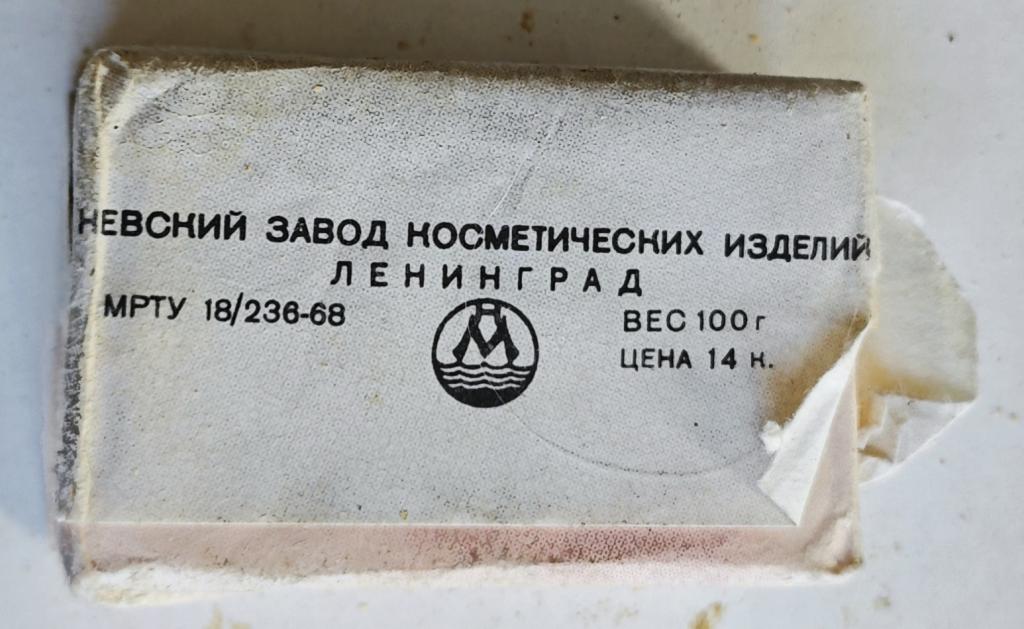 НЕВСКИЙ ЗАВОД КОСМЕТИЧЕСКИХ ИЗДЕЛИЙ
ЛЕНИНГРАД
МРТУ 18/236-68
ВЕС 100 г
ЦЕНА 14 к.